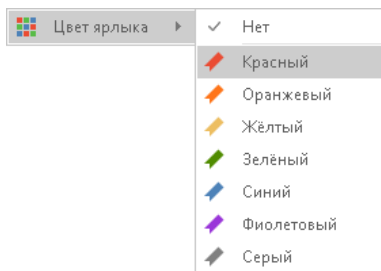 Цвет ярлыка
Нет
Красный
Оранжевый
Жёлтый
Зелёный
Синий
Фиолетовый
Серый